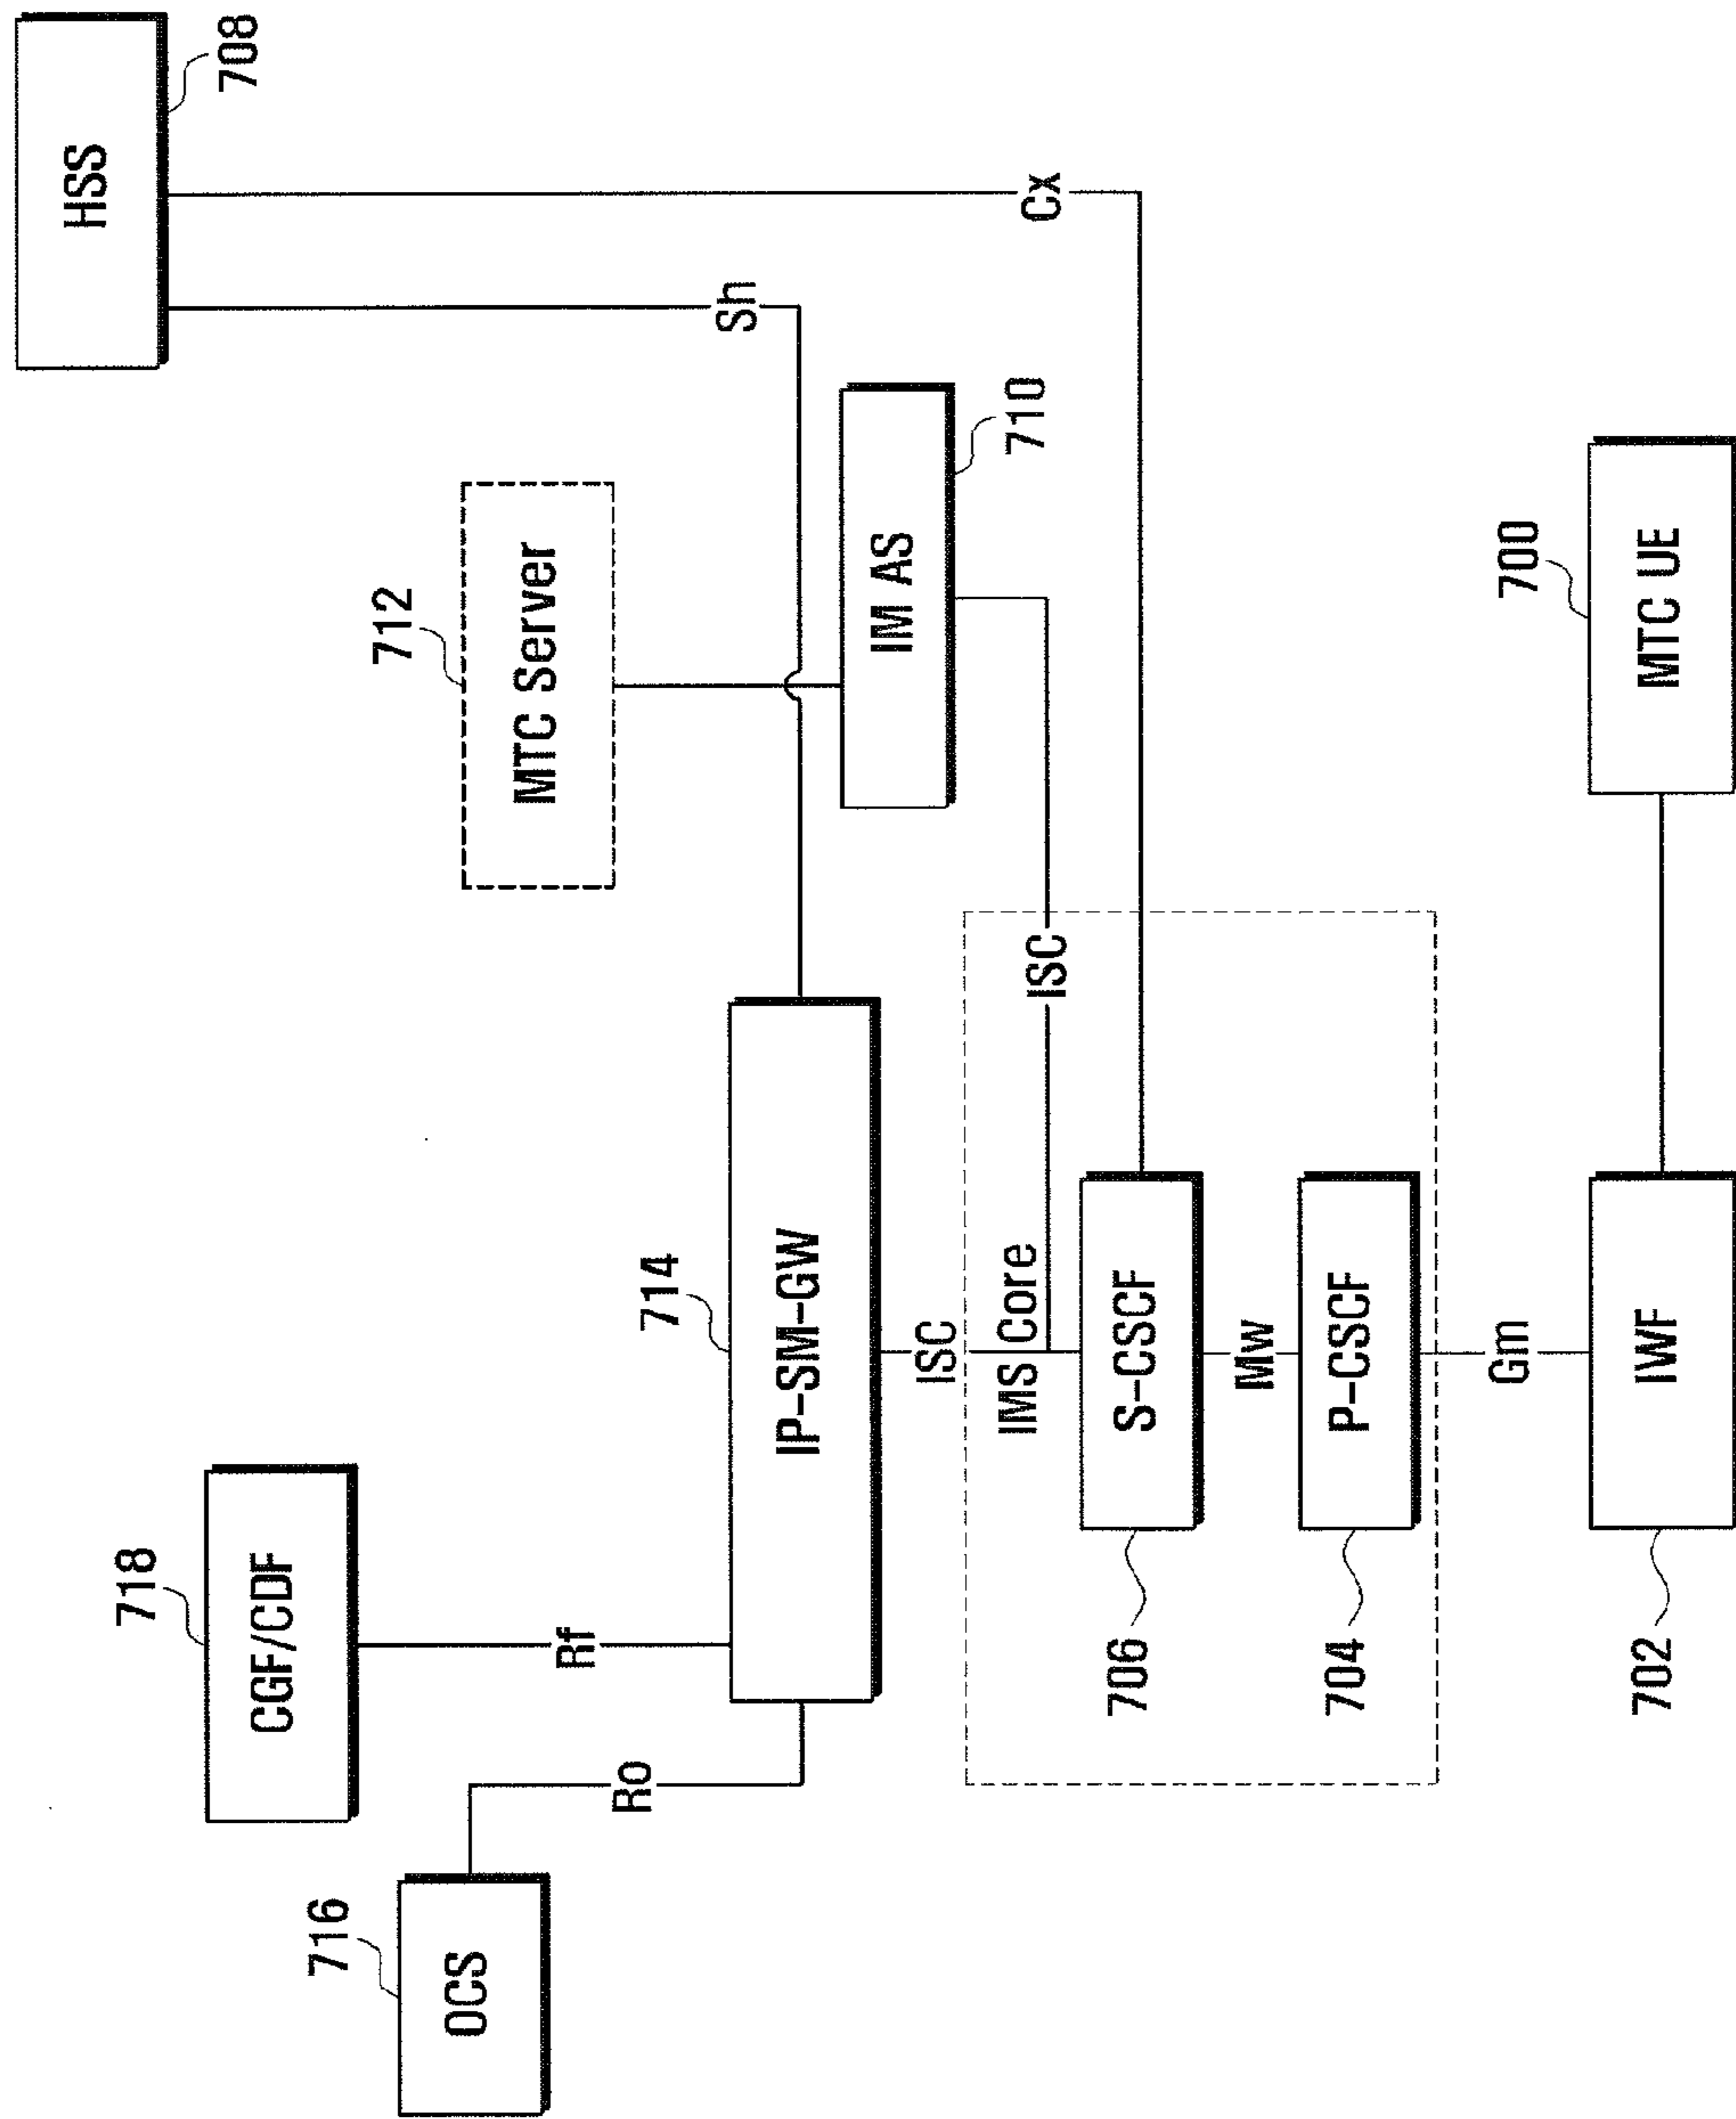 716
OCS
718
CGF/CDF
Ro
Rf
714
IP-SM-GW
712
MTC Server
HSS
708
Sh
IM AS
710
ISC
IMS Core
ISC
Cx
706
S-CSCF
Mw
704
P-CSCF
Gm
702
IWF
700
MTC UE